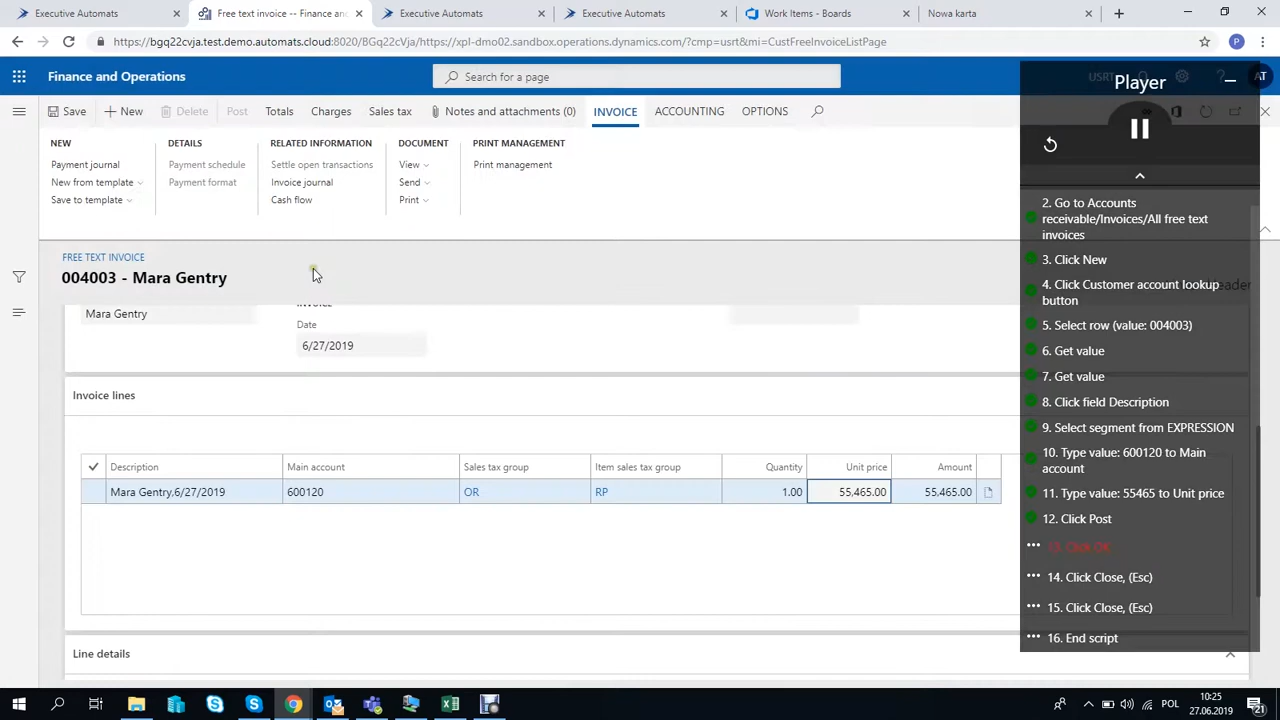 Executive Automats
Free text invoice -- Finance and
Executive Automats
Executive Automats
Work Items - Boards
Nowa karta
https://bgq22cvja.test.demo.automats.cloud:8020/BGq22cVja/https://xpl-dmo02.sandbox.operations.dynamics.com/?cmp=usrt&mi=CustFreeInvoiceListPage
P
Finance and Operations
Search for a page
USRT
AT
Save
New
Delete
Post
Totals
Charges
Sales tax
Notes and attachments (0)
INVOICE
ACCOUNTING
OPTIONS
NEW
Payment journal
New from template
Save to template
DETAILS
Payment schedule
Payment format
RELATED INFORMATION
Settle open transactions
Invoice journal
Cash flow
DOCUMENT
View
Send
Print
PRINT MANAGEMENT
Print management
FREE TEXT INVOICE
004003 - Mara Gentry
Mara Gentry
Date
6/27/2019
Invoice lines
Description Main account Sales tax group Item sales tax group Quantity Unit price Amount
Mara Gentry,6/27/2019 600120 OR RP 1.00 55,465.00 55,465.00
Line details
Player
2. Go to Accounts
receivable/Invoices/All free text
invoices
3. Click New
4. Click Customer account lookup
button
5. Select row (value: 004003)
6. Get value
7. Get value
8. Click field Description
9. Select segment from EXPRESSION
10. Type value: 600120 to Main
account
11. Type value: 55465 to Unit price
12. Click Post
13. Click OK
14. Click Close, (Esc)
15. Click Close, (Esc)
16. End script
POL
10:25
27.06.2019
21